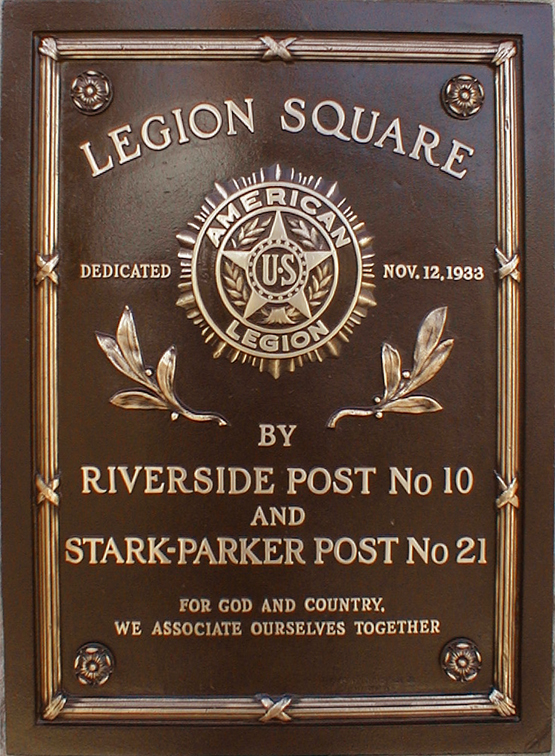 LEGION SQUARE
AMERICAN
U·S
LEGION
DEDICATED NOV. 12, 1933
BY
RIVERSIDE POST No 10
AND
STARK-PARKER POST No 21
FOR GOD AND COUNTRY,
WE ASSOCIATE OURSELVES TOGETHER